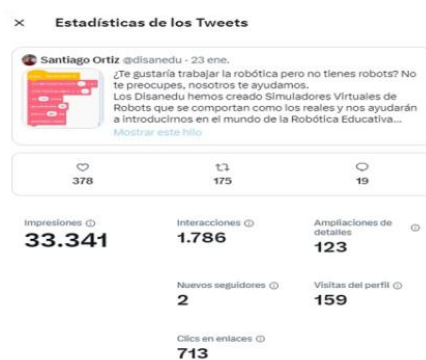 × Estadísticas de los Tweets
Santiago Ortiz @disanedu · 23 ene.
¿Te gustaría trabajar la robótica pero no tienes robots? No
te preocupes, nosotros te ayudamos.
Los Disanedu hemos creado Simuladores Virtuales de
Robots que se comportan como los reales y nos ayudarán
a introducirnos en el mundo de la Robótica Educativa...
Mostrar este hilo
378 175 19
Impresiones
33.341
Interacciones
1.786
Ampliaciones de
detalles
123
Nuevos seguidores
2
Visitas del perfil
159
Clics en enlaces
713